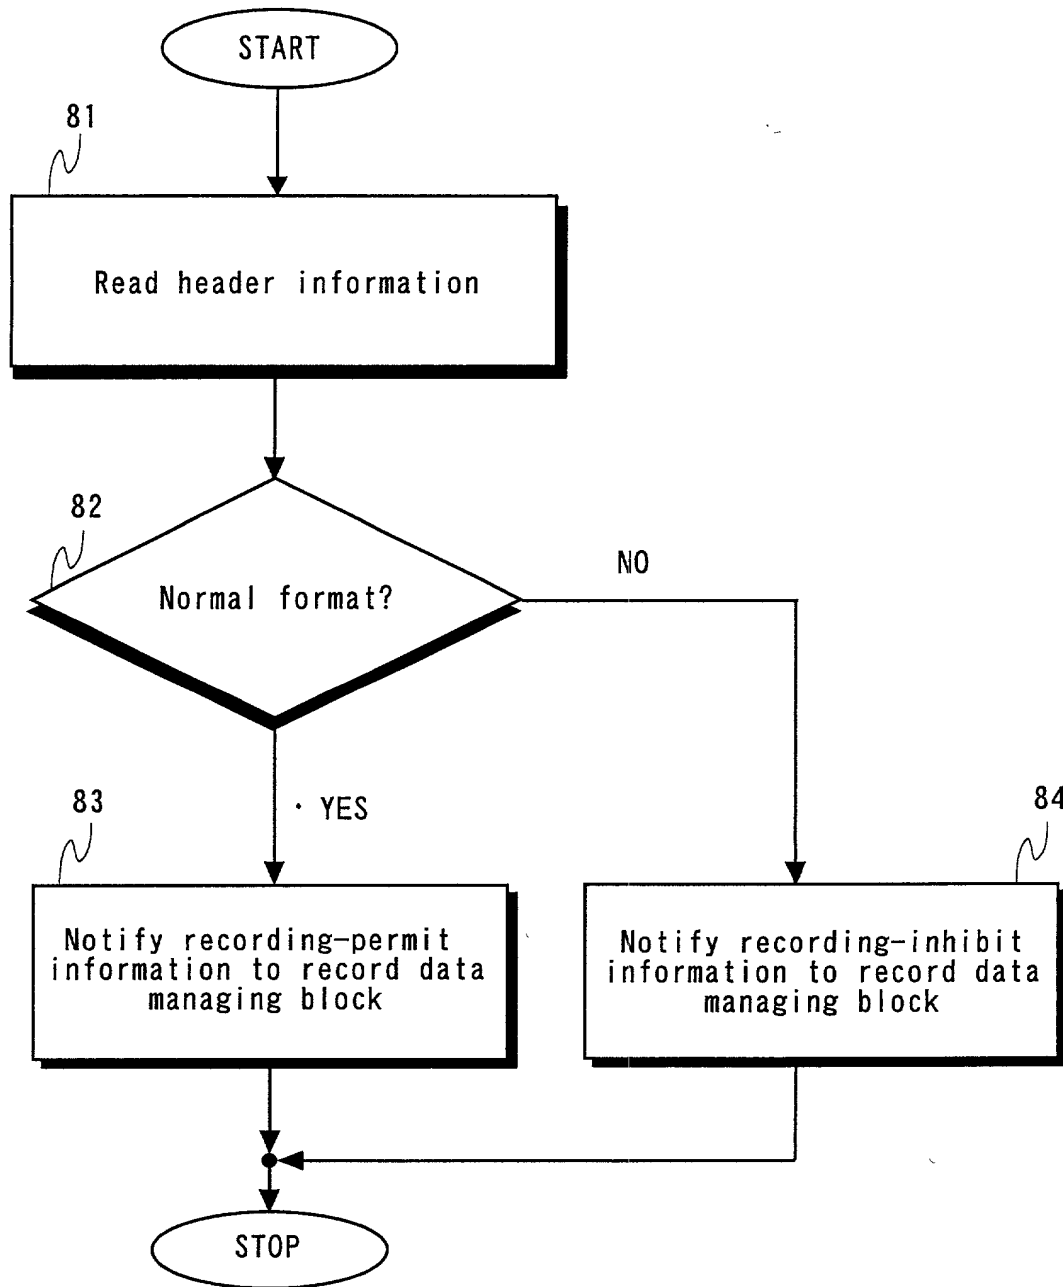 START
81
Read header information
82
Normal format?
NO
YES
83
84
Notify recording-permit
information to record data
managing block
Notify recording-inhibit
information to record data
managing block
STOP